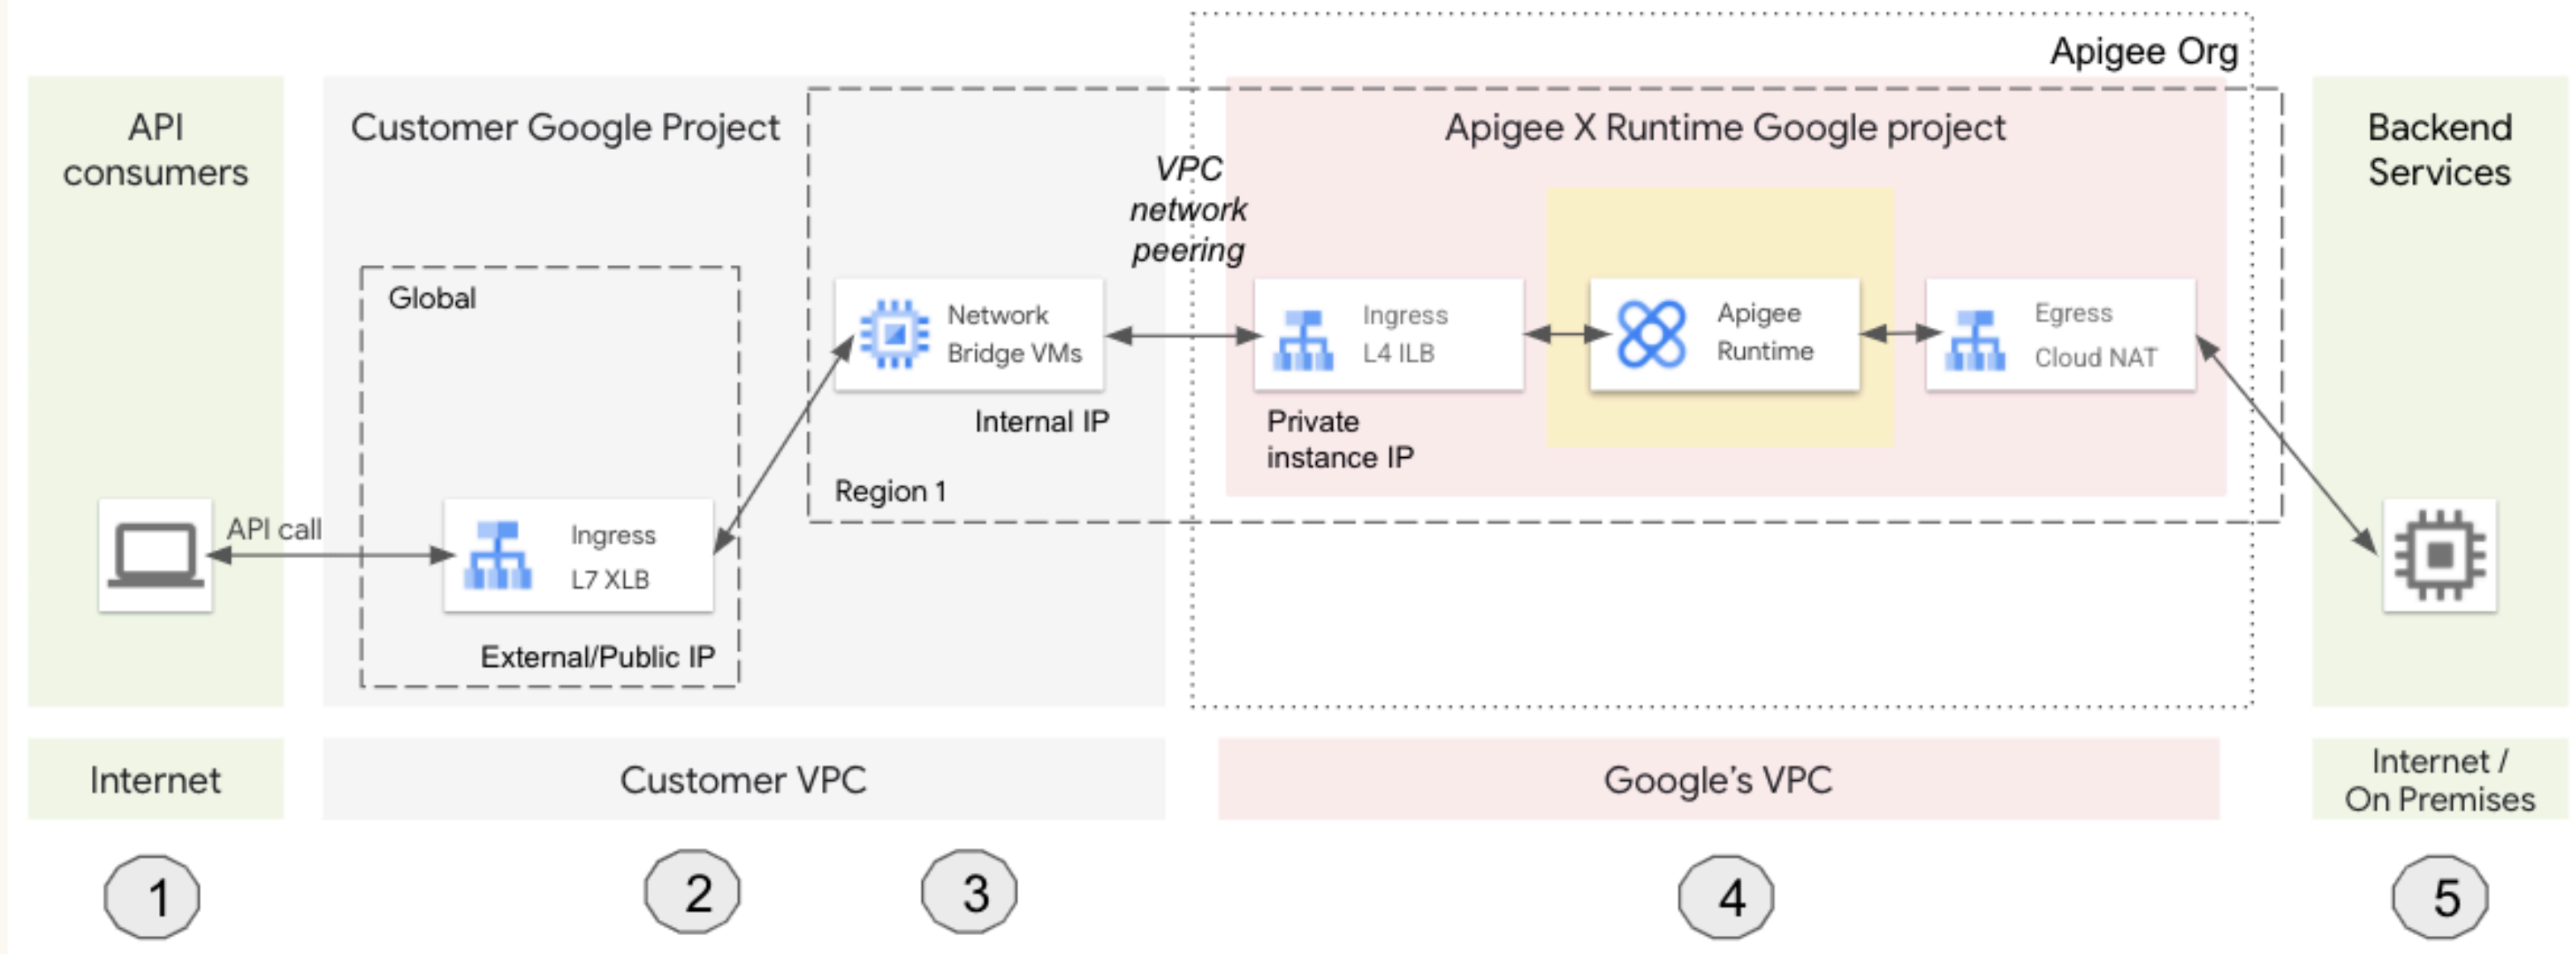 Apigee Org
API
consumers
Customer Google Project
Apigee X Runtime Google project
Backend
Services
VPC
network
peering
Global
Network
Bridge VMs
Ingress
L4 ILB
Apigee
Runtime
Egress
Cloud NAT
Internal IP
Private
instance IP
Region 1
API call
Ingress
L7 XLB
External/Public IP
Internet
Customer VPC
Google’s VPC
Internet /
On Premises
1
2
3
4
5